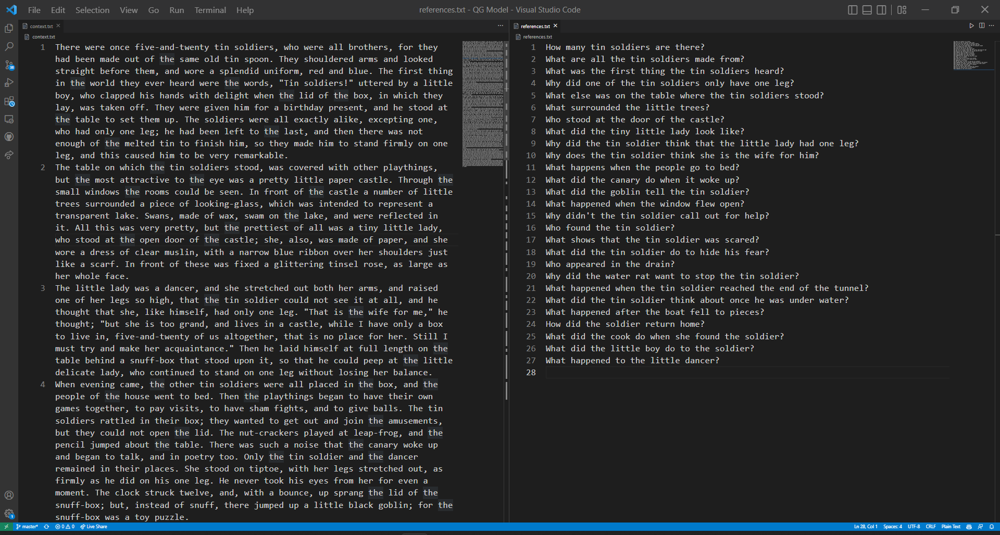 File Edit Selection View Go Run Terminal Help
references.txt - QG Model - Visual Studio Code
context.txt
context.txt
1 There were once five-and-twenty tin soldiers, who were all brothers, for they
had been made out of the same old tin spoon. They shouldered arms and looked
straight before them, and wore a splendid uniform, red and blue. The first thing
in the world they ever heard were the words, "Tin soldiers!" uttered by a little
boy, who clapped his hands with delight when the lid of the box, in which they
lay, was taken off. They were given him for a birthday present, and he stood at
the table to set them up. The soldiers were all exactly alike, excepting one,
who had only one leg; he had been left to the last, and then there was not
enough of the melted tin to finish him, so they made him to stand firmly on one
leg, and this caused him to be very remarkable.
2 The table on which the tin soldiers stood, was covered with other playthings,
but the most attractive to the eye was a pretty little paper castle. Through the
small windows the rooms could be seen. In front of the castle a number of little
trees surrounded a piece of looking-glass, which was intended to represent a
transparent lake. Swans, made of wax, swam on the lake, and were reflected in
it. All this was very pretty, but the prettiest of all was a tiny little lady,
who stood at the open door of the castle; she, also, was made of paper, and she
wore a dress of clear muslin, with a narrow blue ribbon over her shoulders just
like a scarf. In front of these was fixed a glittering tinsel rose, as large as
her whole face.
3 The little lady was a dancer, and she stretched out both her arms, and raised
one of her legs so high, that the tin soldier could not see it at all, and he
thought that she, like himself, had only one leg. "That is the wife for me," he
thought; "but she is too grand, and lives in a castle, while I have only a box
to live in, five-and-twenty of us altogether, that is no place for her. Still I
must try and make her acquaintance." Then he laid himself at full length on the
table behind a snuff-box that stood upon it, so that he could peep at the little
delicate lady, who continued to stand on one leg without losing her balance.
4 When evening came, the other tin soldiers were all placed in the box, and the
people of the house went to bed. Then the playthings began to have their own
games together, to pay visits, to have sham fights, and to give balls. The tin
soldiers rattled in their box; they wanted to get out and join the amusements,
but they could not open the lid. The nut-crackers played at leap-frog, and the
pencil jumped about the table. There was such a noise that the canary woke up
and began to talk, and in poetry too. Only the tin soldier and the dancer
remained in their places. She stood on tiptoe, with her legs stretched out, as
firmly as he did on his one leg. He never took his eyes from her for even a
moment. The clock struck twelve, and, with a bounce, up sprang the lid of the
snuff-box; but, instead of snuff, there jumped up a little black goblin; for the
snuff-box was a toy puzzle.
references.txt
references.txt
1 How many tin soldiers are there?
2 What are all the tin soldiers made from?
3 What was the first thing the tin soldiers heard?
4 Why did one of the tin soldiers only have one leg?
5 What else was on the table where the tin soldiers stood?
6 What surrounded the little trees?
7 Who stood at the door of the castle?
8 What did the tiny little lady look like?
9 Why did the tin soldier think that the little lady had one leg?
10 Why does the tin soldier think she is the wife for him?
11 What happens when the people go to bed?
12 What did the canary do when it woke up?
13 What did the goblin tell the tin soldier?
14 What happened when the window flew open?
15 Why didn't the tin soldier call out for help?
16 Who found the tin soldier?
17 What shows that the tin soldier was scared?
18 What did the tin soldier do to hide his fear?
19 Who appeared in the drain?
20 Why did the water rat want to stop the tin soldier?
21 What happened when the tin soldier reached the end of the tunnel?
22 What did the tin soldier think about once he was under water?
23 What happened after the boat fell to pieces?
24 How did the soldier return home?
25 What did the cook do when she found the soldier?
26 What did the little boy do to the soldier?
27 What happened to the little dancer?
28
38
1
master* 0 0 Live Share
Ln 28, Col 1 Spaces: 4 UTF-8 CRLF Plain Text